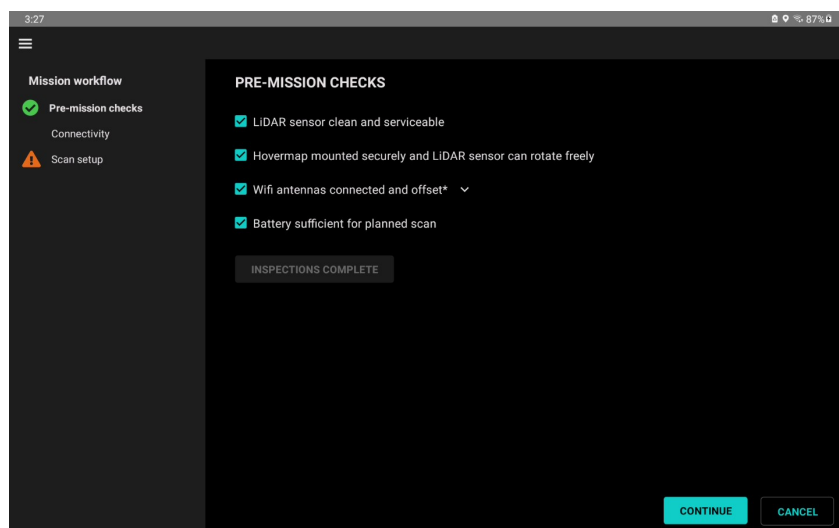 3:27
87%
Mission workflow
Pre-mission checks
Connectivity
Scan setup
PRE-MISSION CHECKS
LiDAR sensor clean and serviceable
Hovermap mounted securely and LiDAR sensor can rotate freely
Wifi antennas connected and offset*
Battery sufficient for planned scan
INSPECTIONS COMPLETE
CONTINUE
CANCEL